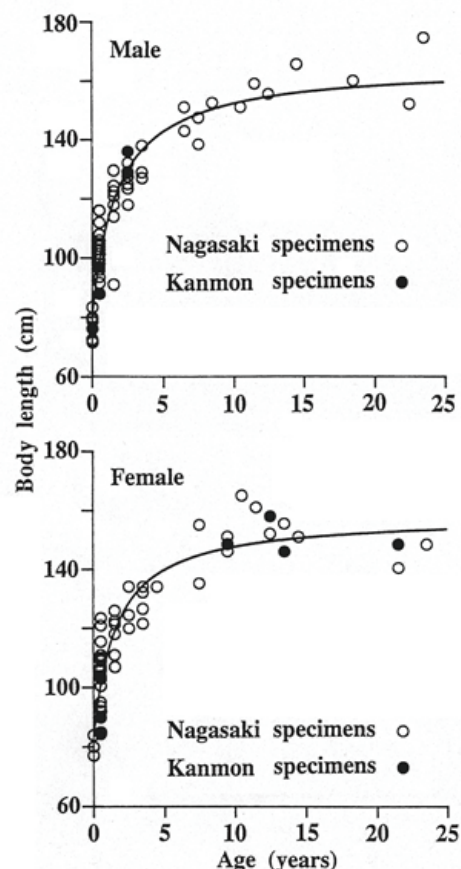 180
Male
140
100
Nagasaki specimens ○
Kanmon specimens ●
60
0 5 10 15 20 25
Body length (cm)
180
Female
140
100
Nagasaki specimens ○
Kanmon specimens ●
60
0 5 10 15 20 25
Age (years)